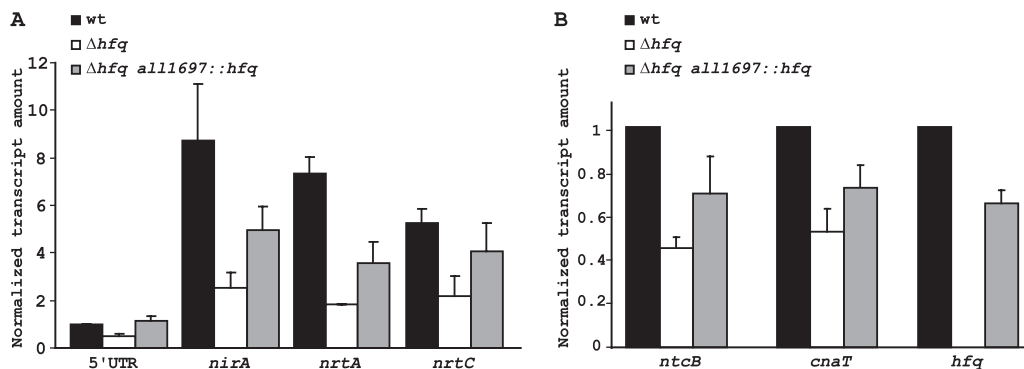 A
wt
Δhfq
Δhfq all1697::hfq
Normalized transcript amount
12
10
8
6
4
2
0
5'UTR nirA nrtA nrtC
B
wt
Δhfq
Δhfq all1697::hfq
Normalized transcript amount
1
0.8
0.6
0.4
0.2
0
ntcB cnaT hfq